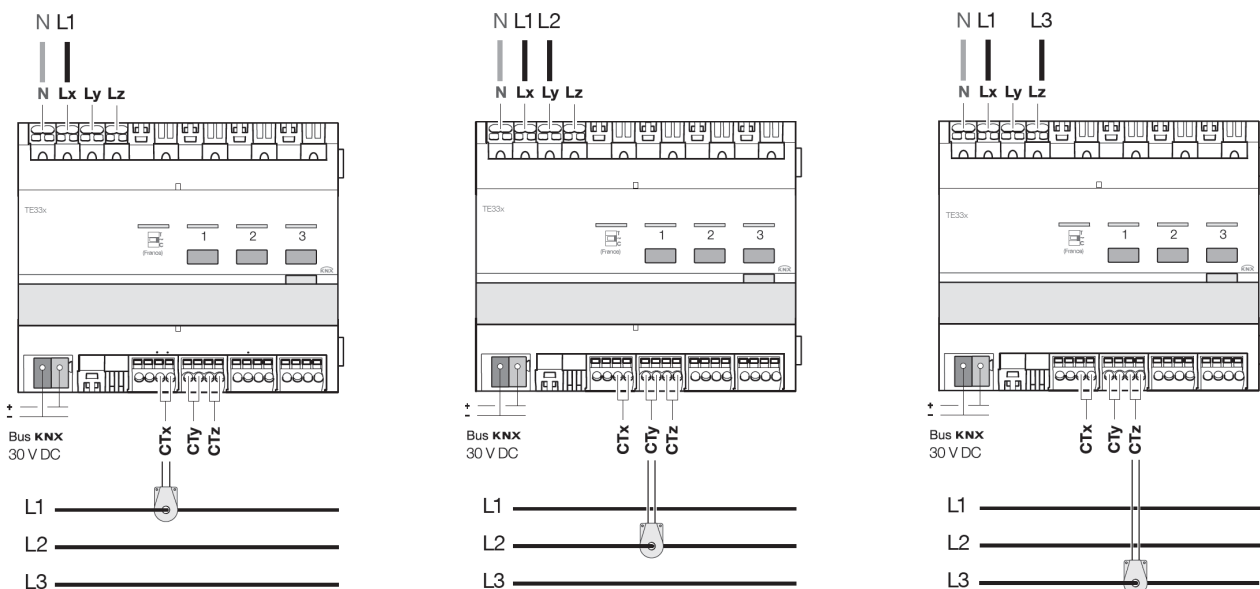 N L1
N Lx Ly Lz
TE33x
T
C
(France)
1 2 3
KNX
+
-
Bus KNX
30 V DC
CTx CTy CTz
L1
L2
L3
N L1 L2
N Lx Ly Lz
TE33x
T
C
(France)
1 2 3
KNX
+
-
Bus KNX
30 V DC
CTx CTy CTz
L1
L2
L3
N L1 L3
N Lx Ly Lz
TE33x
T
C
(France)
1 2 3
KNX
+
-
Bus KNX
30 V DC
CTx CTy CTz
L1
L2
L3